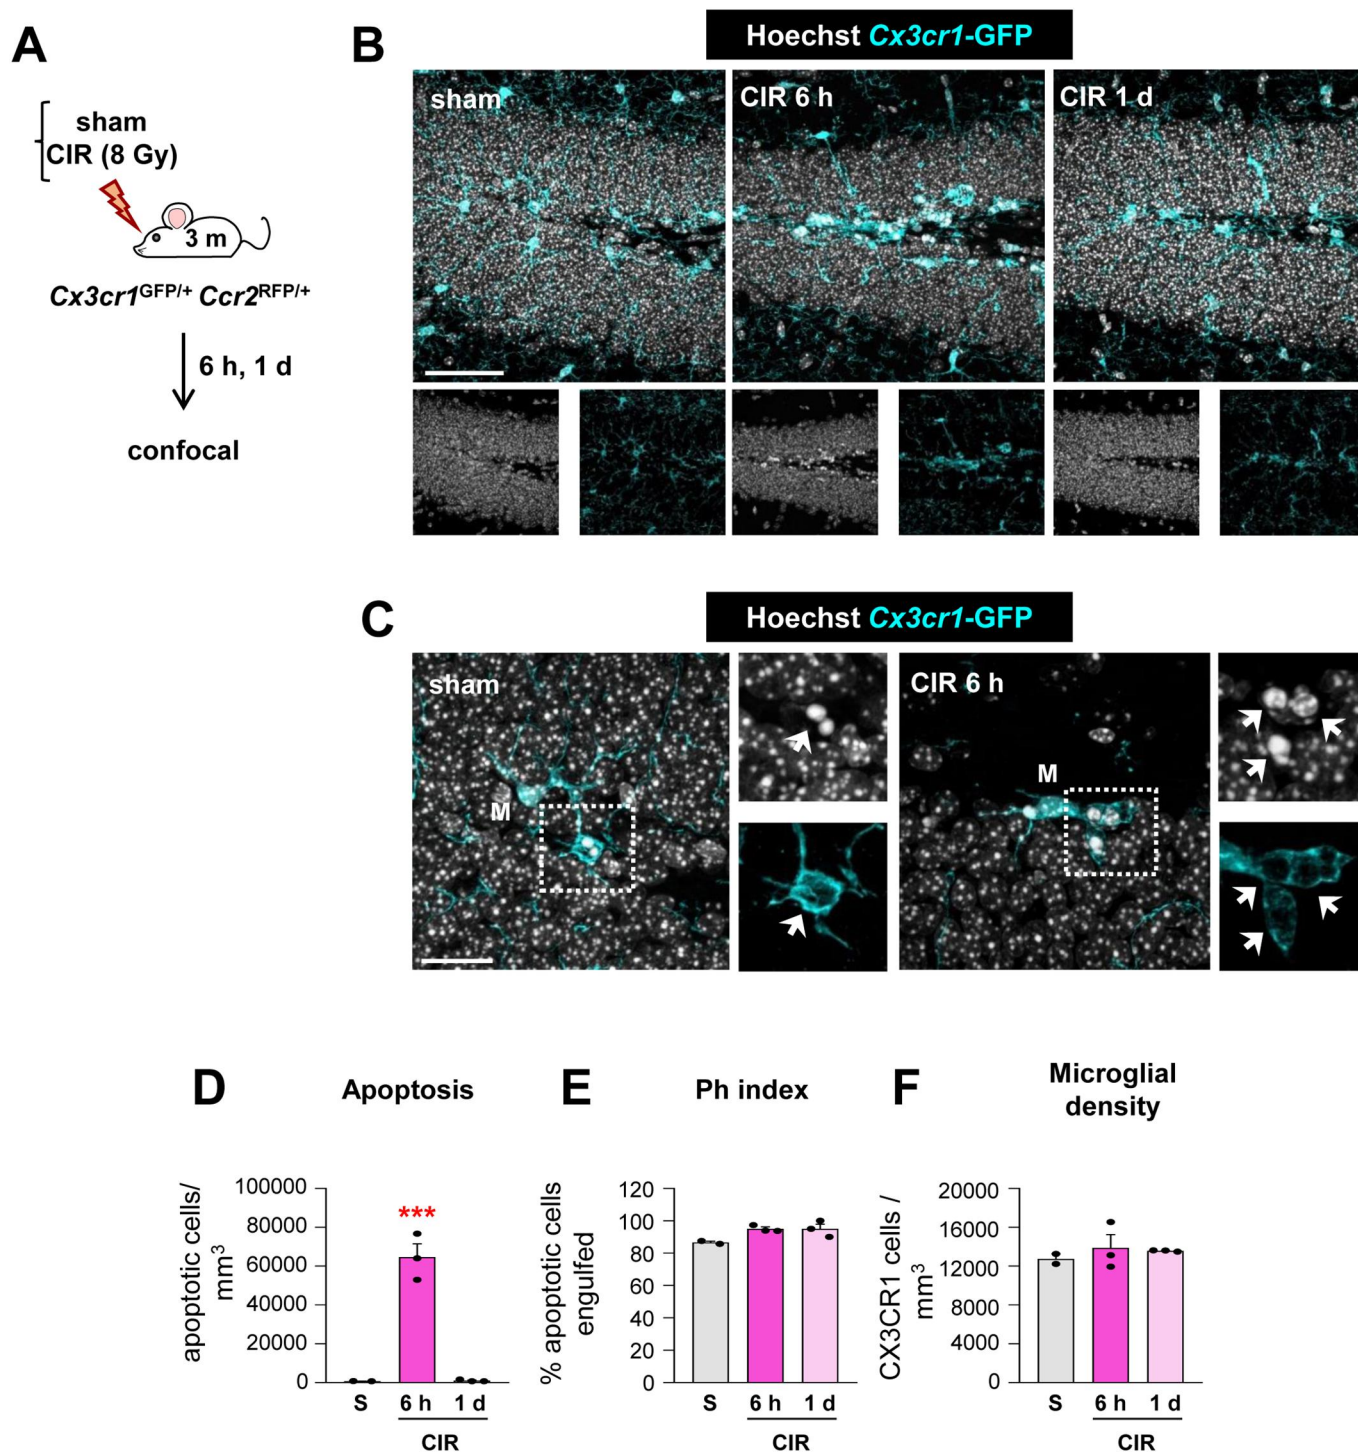 A
sham
CIR (8 Gy)
3 m
Cx3cr1GFP/+ Ccr2RFP/+
6 h, 1 d
confocal
B
Hoechst Cx3cr1-GFP
sham
CIR 6 h
CIR 1 d
C
Hoechst Cx3cr1-GFP
sham
M
CIR 6 h
M
D
Apoptosis
apoptotic cells/
mm3
100000
80000
60000
40000
20000
0
***
S
6 h
1 d
CIR
E
Ph index
% apoptotic cells
engulfed
120
100
80
60
40
20
0
S
6 h
1 d
CIR
F
Microglial
density
CX3CR1 cells /
mm3
20000
16000
12000
8000
4000
0
S
6 h
1 d
CIR